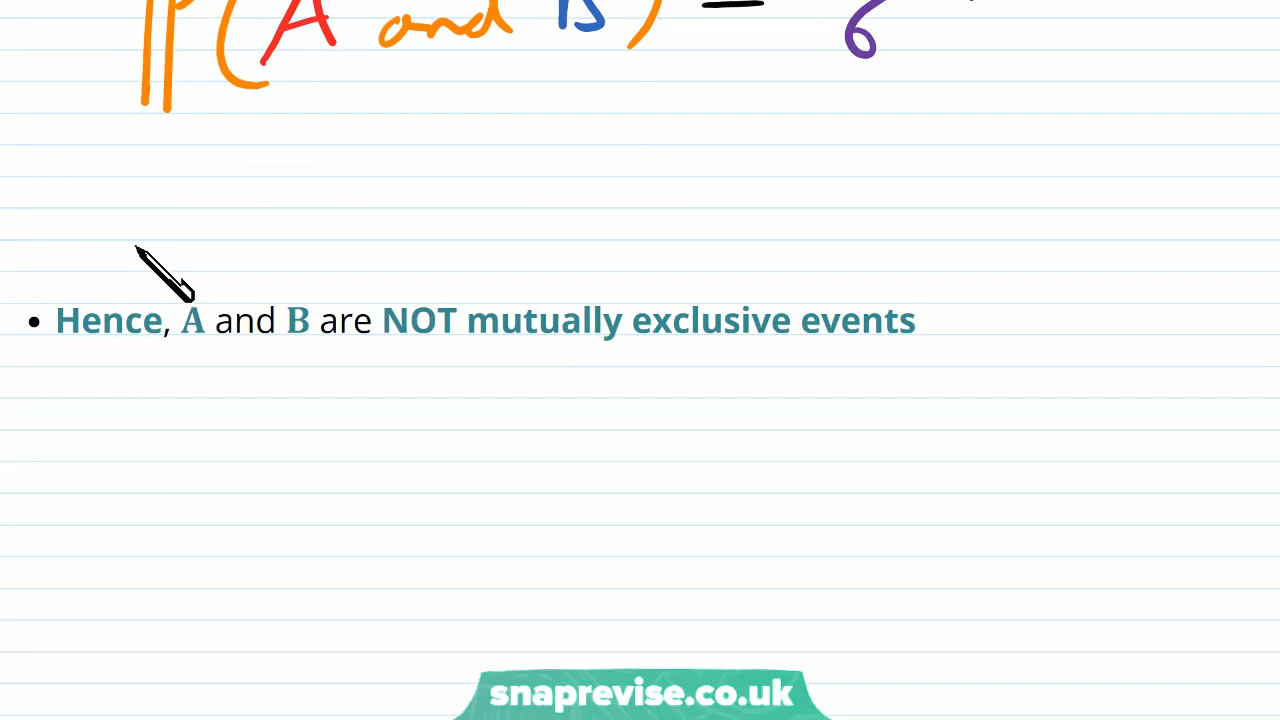 P(A and B) = 6
• Hence, A and B are NOT mutually exclusive events
snaprevise.co.uk